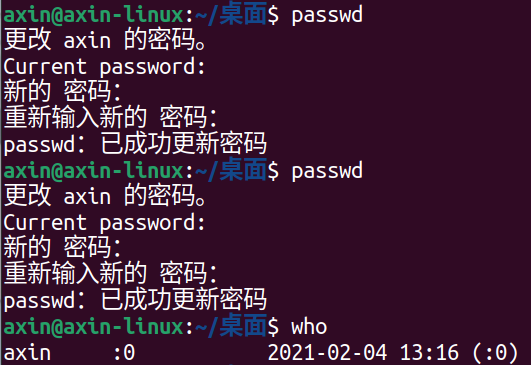 axin@axin-linux:~/桌面$ passwd
更改 axin 的密码。
Current password:
新的 密码：
重新输入新的 密码：
passwd：已成功更新密码
axin@axin-linux:~/桌面$ passwd
更改 axin 的密码。
Current password:
新的 密码：
重新输入新的 密码：
passwd：已成功更新密码
axin@axin-linux:~/桌面$ who
axin     :0           2021-02-04 13:16 (:0)